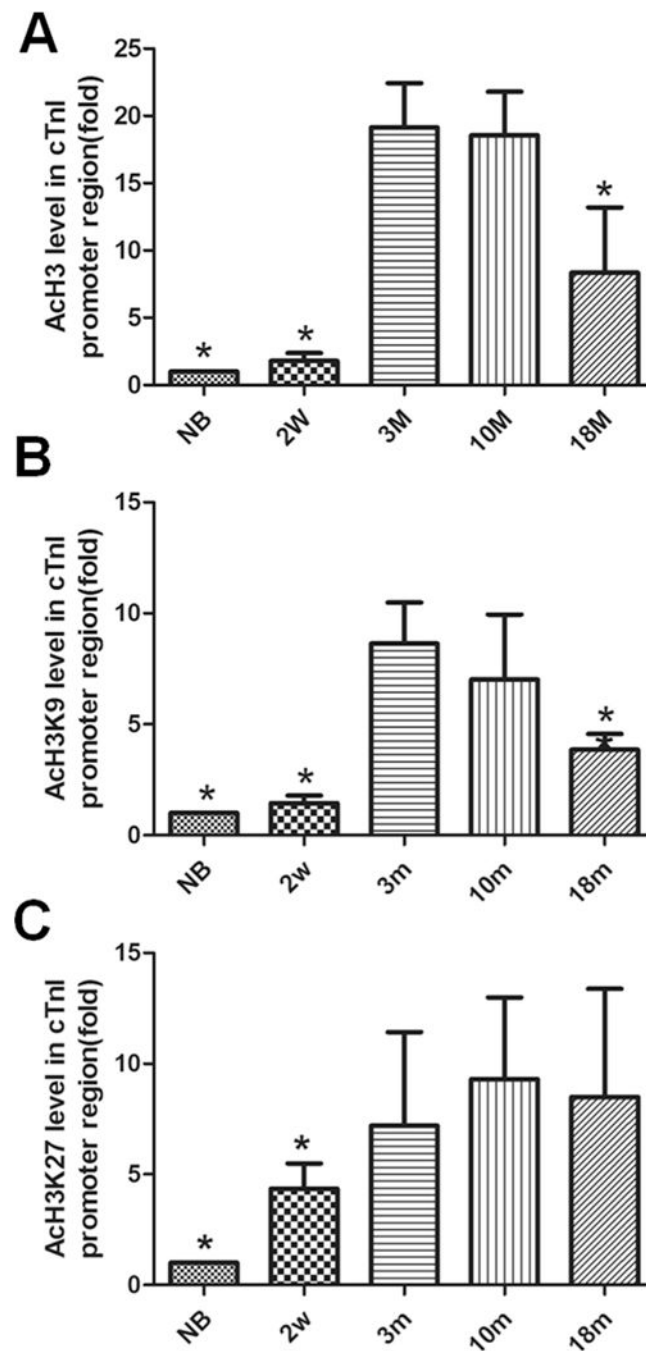 A
AcH3 level in cTnI
promoter region(fold)
25
20
15
10
5
0
*
*
*
NB
2W
3M
10M
18M
B
AcH3K9 level in cTnI
promoter region(fold)
15
10
5
0
*
*
*
NB
2w
3m
10m
18m
C
AcH3K27 level in cTnI
promoter region(fold)
15
10
5
0
*
*
NB
2w
3m
10m
18m